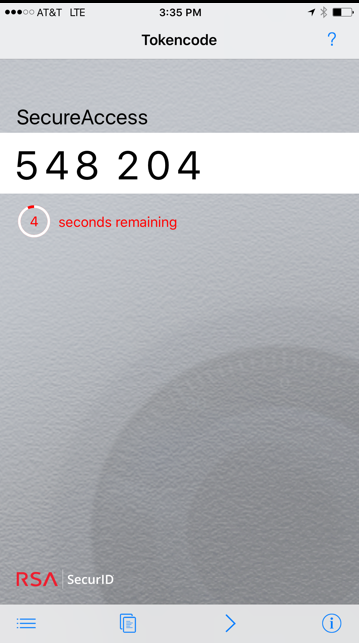 AT&T LTE 3:35 PM
Tokencode ?
SecureAccess
548 204
4 seconds remaining
RSA SecurID